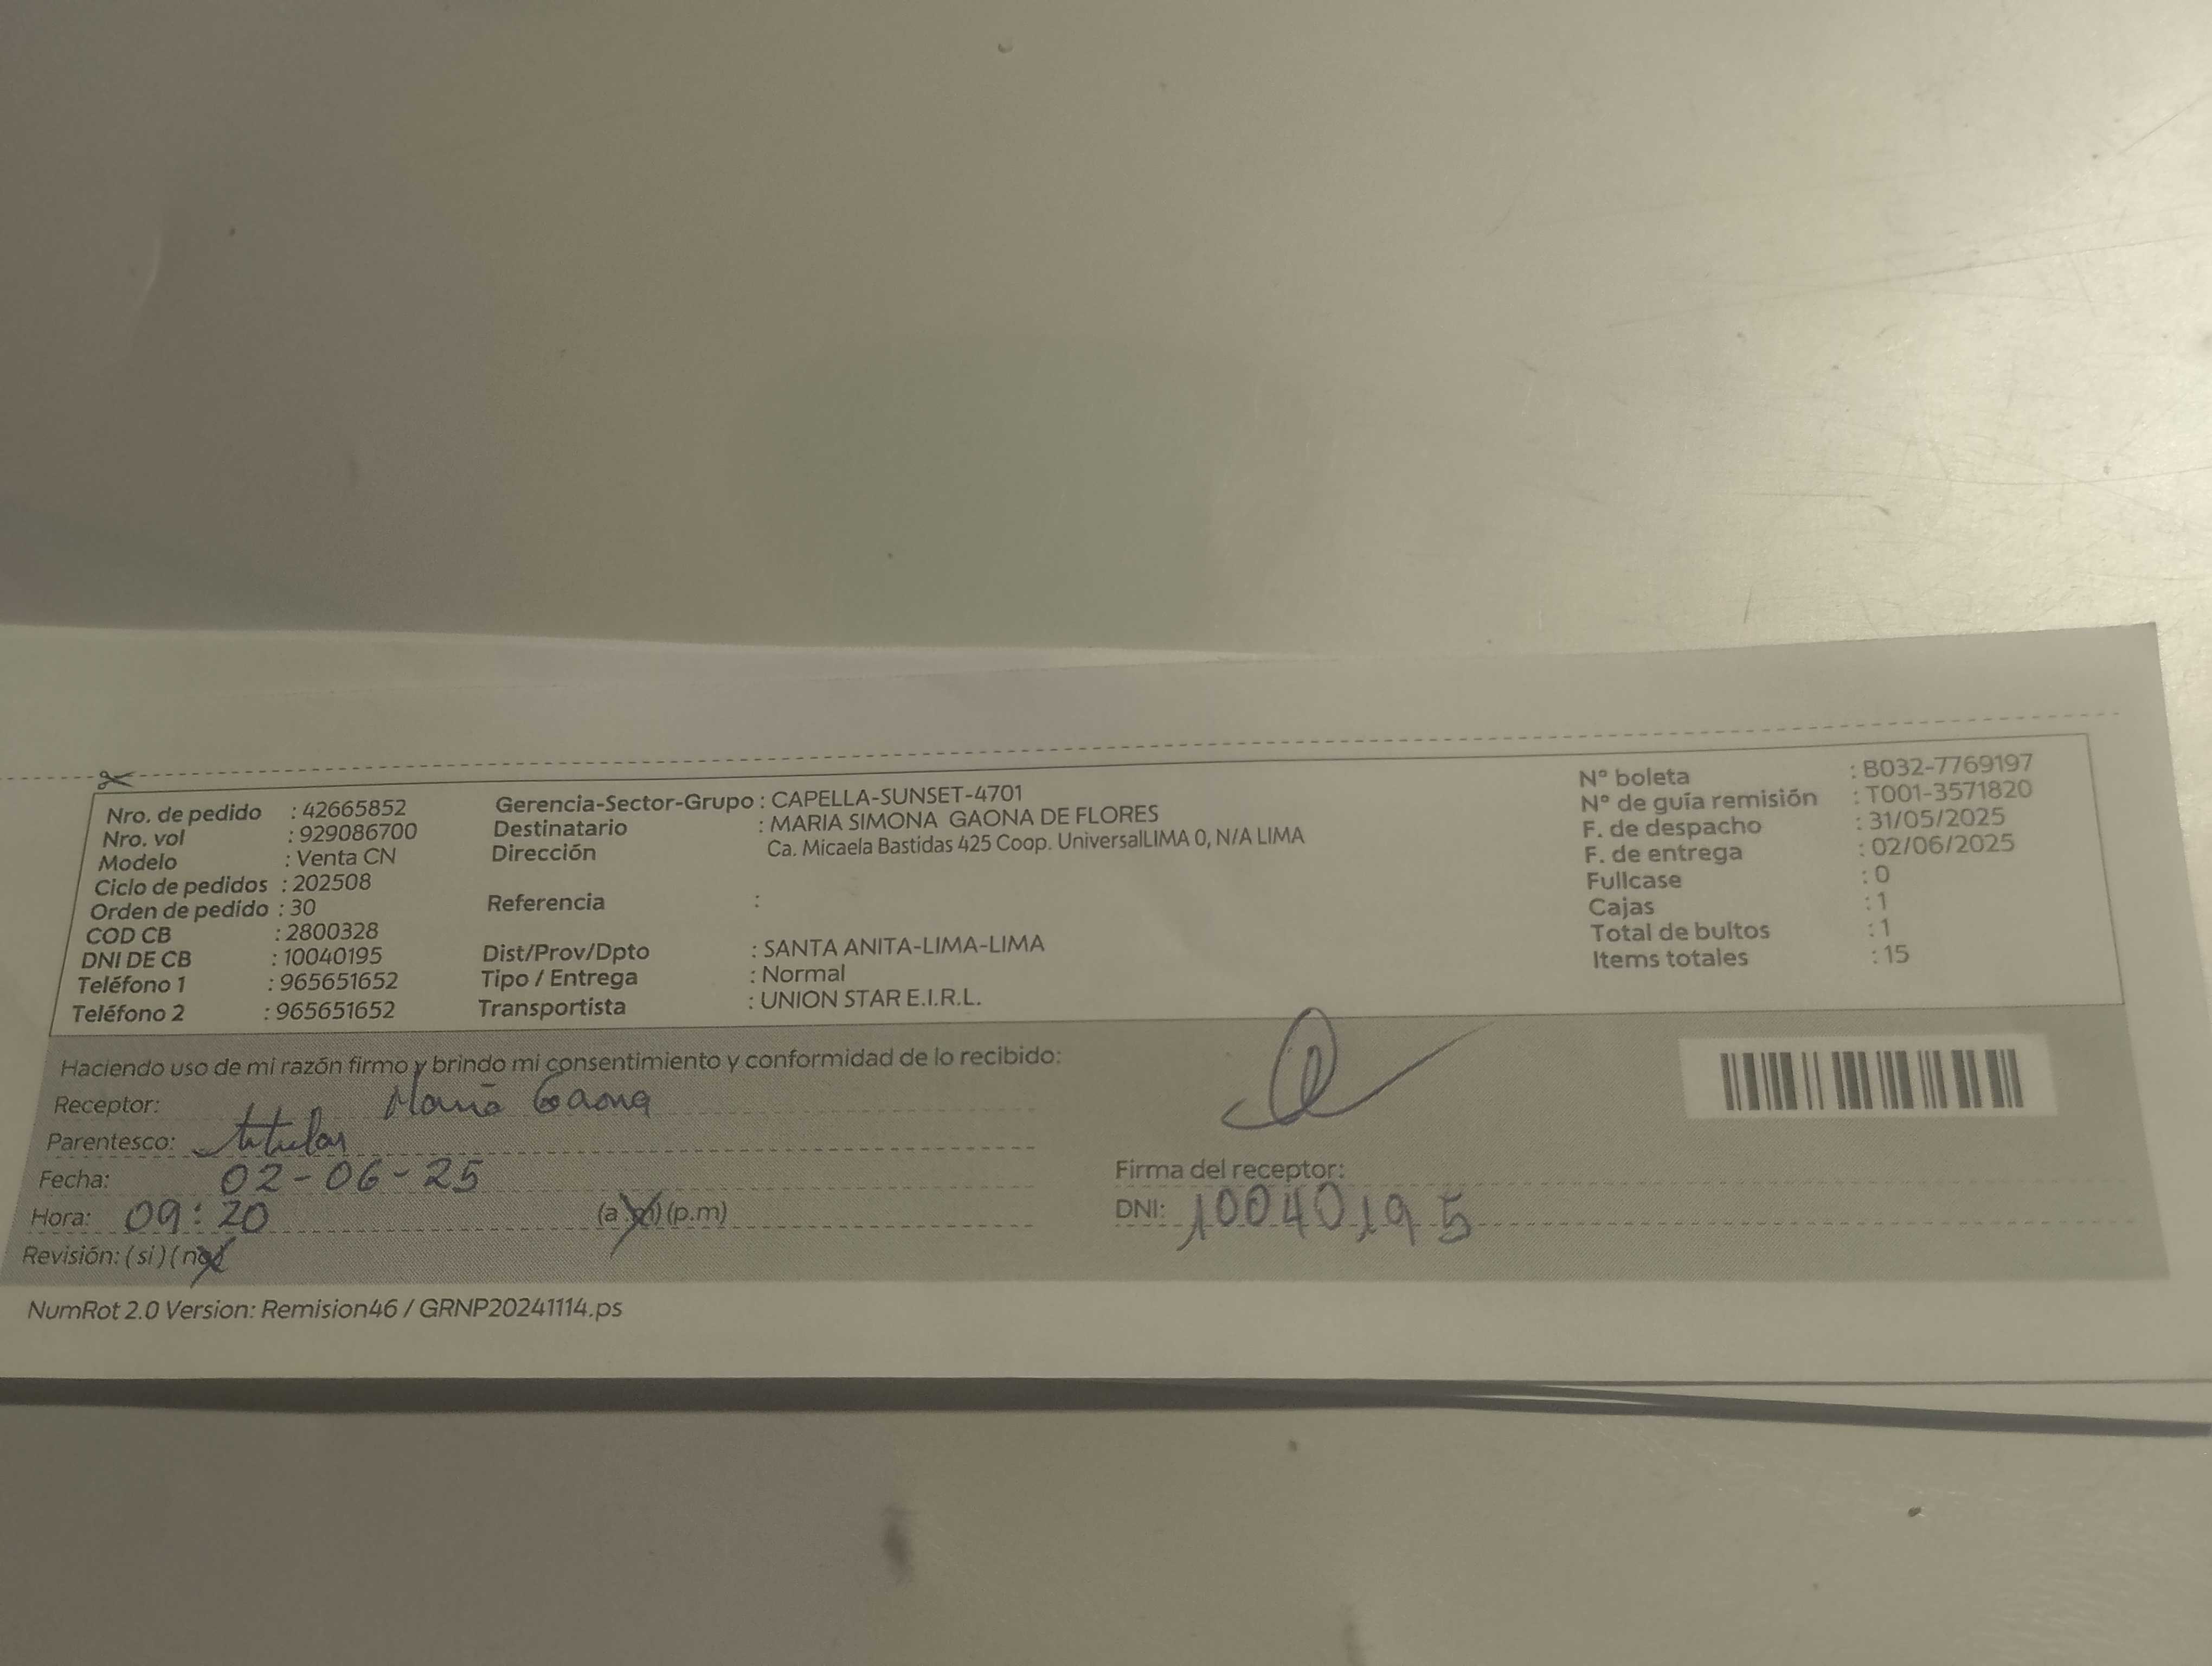 Nro. de pedido : 42665852
Nro. vol : 929086700
Modelo : Venta CN
Ciclo de pedidos : 202508
Orden de pedido : 30
COD CB : 2800328
DNI DE CB : 10040195
Teléfono 1 : 965651652
Teléfono 2 : 965651652
Gerencia-Sector-Grupo : CAPELLA-SUNSET-4701
Destinatario : MARIA SIMONA GAONA DE FLORES
Dirección Ca. Micaela Bastidas 425 Coop. UniversalLIMA 0, N/A LIMA
Referencia :
Dist/Prov/Dpto : SANTA ANITA-LIMA-LIMA
Tipo / Entrega : Normal
Transportista : UNION STAR E.I.R.L.
N° boleta : B032-7769197
N° de guía remisión : T001-3571820
F. de despacho : 31/05/2025
F. de entrega : 02/06/2025
Fullcase : 0
Cajas : 1
Total de bultos : 1
Items totales : 15
Haciendo uso de mi razón firmo y brindo mi consentimiento y conformidad de lo recibido:
Receptor: Maria Gaona
Parentesco: titular
Fecha: 02-06-25
Hora: 09:20 (a.m) (p.m)
Revisión: (si) (no)
Firma del receptor:
DNI: 10040195
NumRot 2.0 Version: Remision46 / GRNP20241114.ps